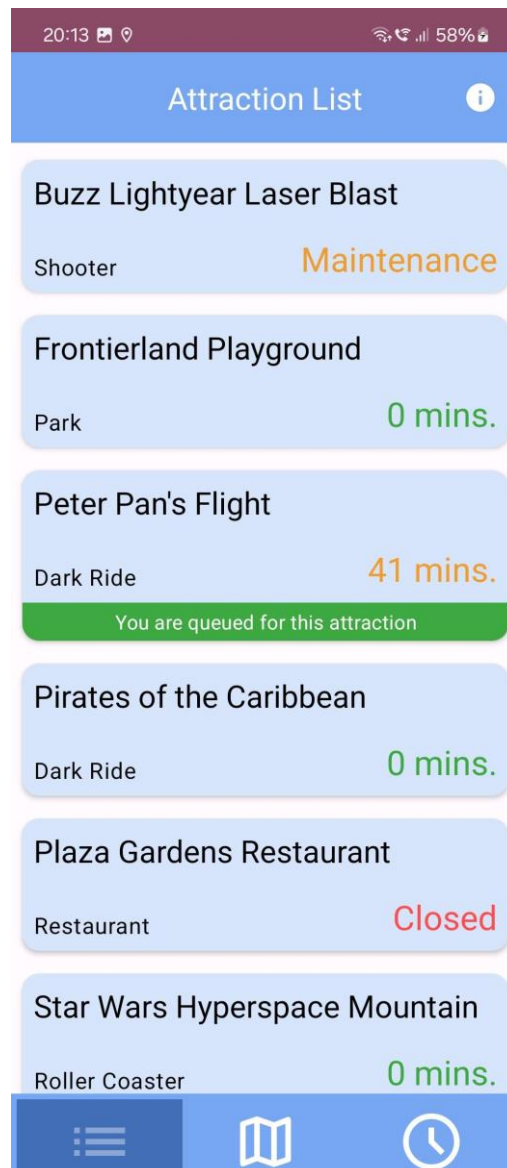 20:13 58%
Attraction List
Buzz Lightyear Laser Blast
Shooter Maintenance
Frontierland Playground
Park 0 mins.
Peter Pan's Flight
Dark Ride 41 mins.
You are queued for this attraction
Pirates of the Caribbean
Dark Ride 0 mins.
Plaza Gardens Restaurant
Restaurant Closed
Star Wars Hyperspace Mountain
Roller Coaster 0 mins.